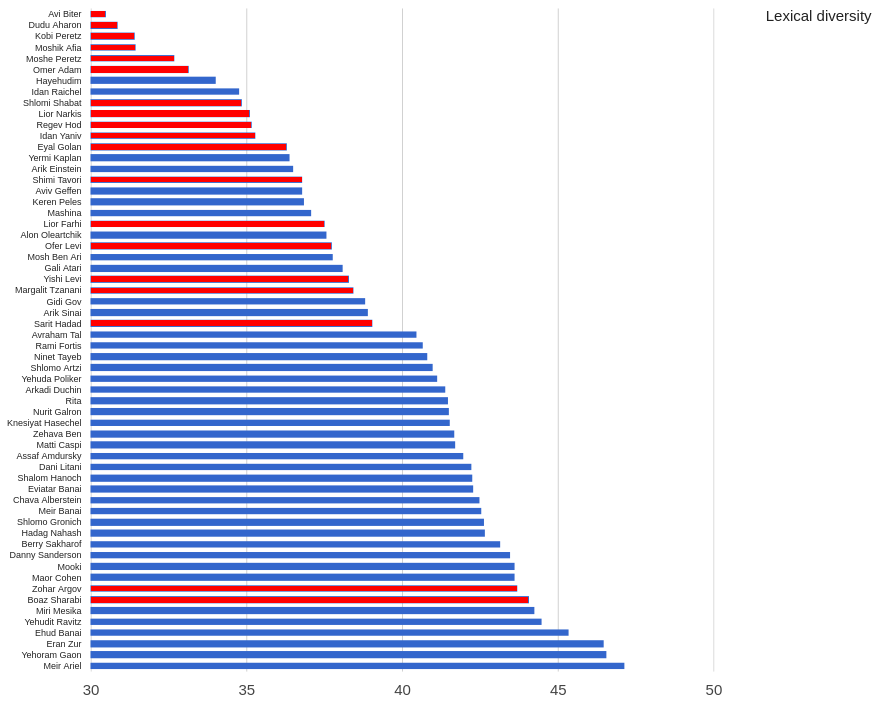 Lexical diversity
Avi Biter
Dudu Aharon
Kobi Peretz
Moshik Afia
Moshe Peretz
Omer Adam
Hayehudim
Idan Raichel
Shlomi Shabat
Lior Narkis
Regev Hod
Idan Yaniv
Eyal Golan
Yermi Kaplan
Arik Einstein
Shimi Tavori
Aviv Geffen
Keren Peles
Mashina
Lior Farhi
Alon Oleartchik
Ofer Levi
Mosh Ben Ari
Gali Atari
Yishi Levi
Margalit Tzanani
Gidi Gov
Arik Sinai
Sarit Hadad
Avraham Tal
Rami Fortis
Ninet Tayeb
Shlomo Artzi
Yehuda Poliker
Arkadi Duchin
Rita
Nurit Galron
Knesiyat Hasechel
Zehava Ben
Matti Caspi
Assaf Amdursky
Dani Litani
Shalom Hanoch
Eviatar Banai
Chava Alberstein
Meir Banai
Shlomo Gronich
Hadag Nahash
Berry Sakharof
Danny Sanderson
Mooki
Maor Cohen
Zohar Argov
Boaz Sharabi
Miri Mesika
Yehudit Ravitz
Ehud Banai
Eran Zur
Yehoram Gaon
Meir Ariel
30 35 40 45 50